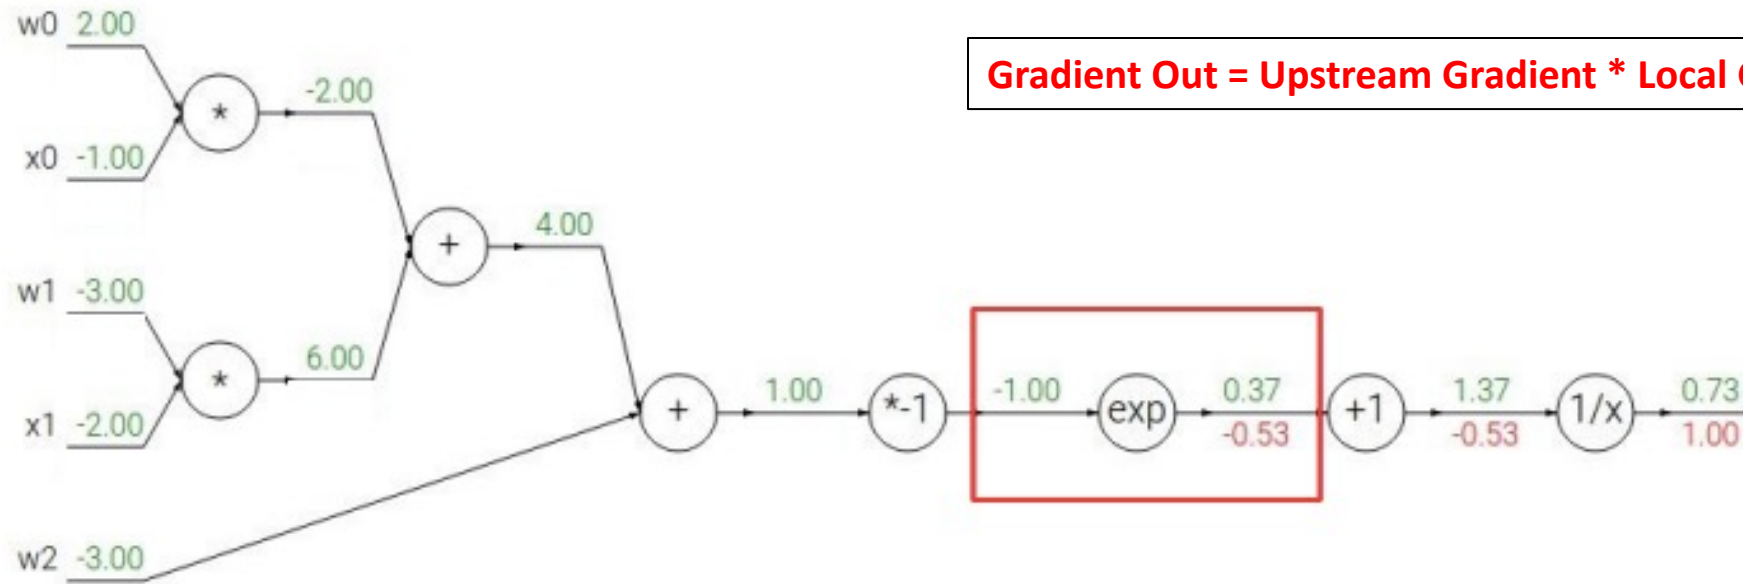 w0 2.00
Gradient Out = Upstream Gradient * Local
-2.00
*
x0 -1.00
4.00
+
w1 -3.00
6.00
*
x1 -2.00
1.00
-1.00
0.37
1.37
0.73
+
*-1
exp
+1
1/x
-0.53
-0.53
1.00
w2 -3.00